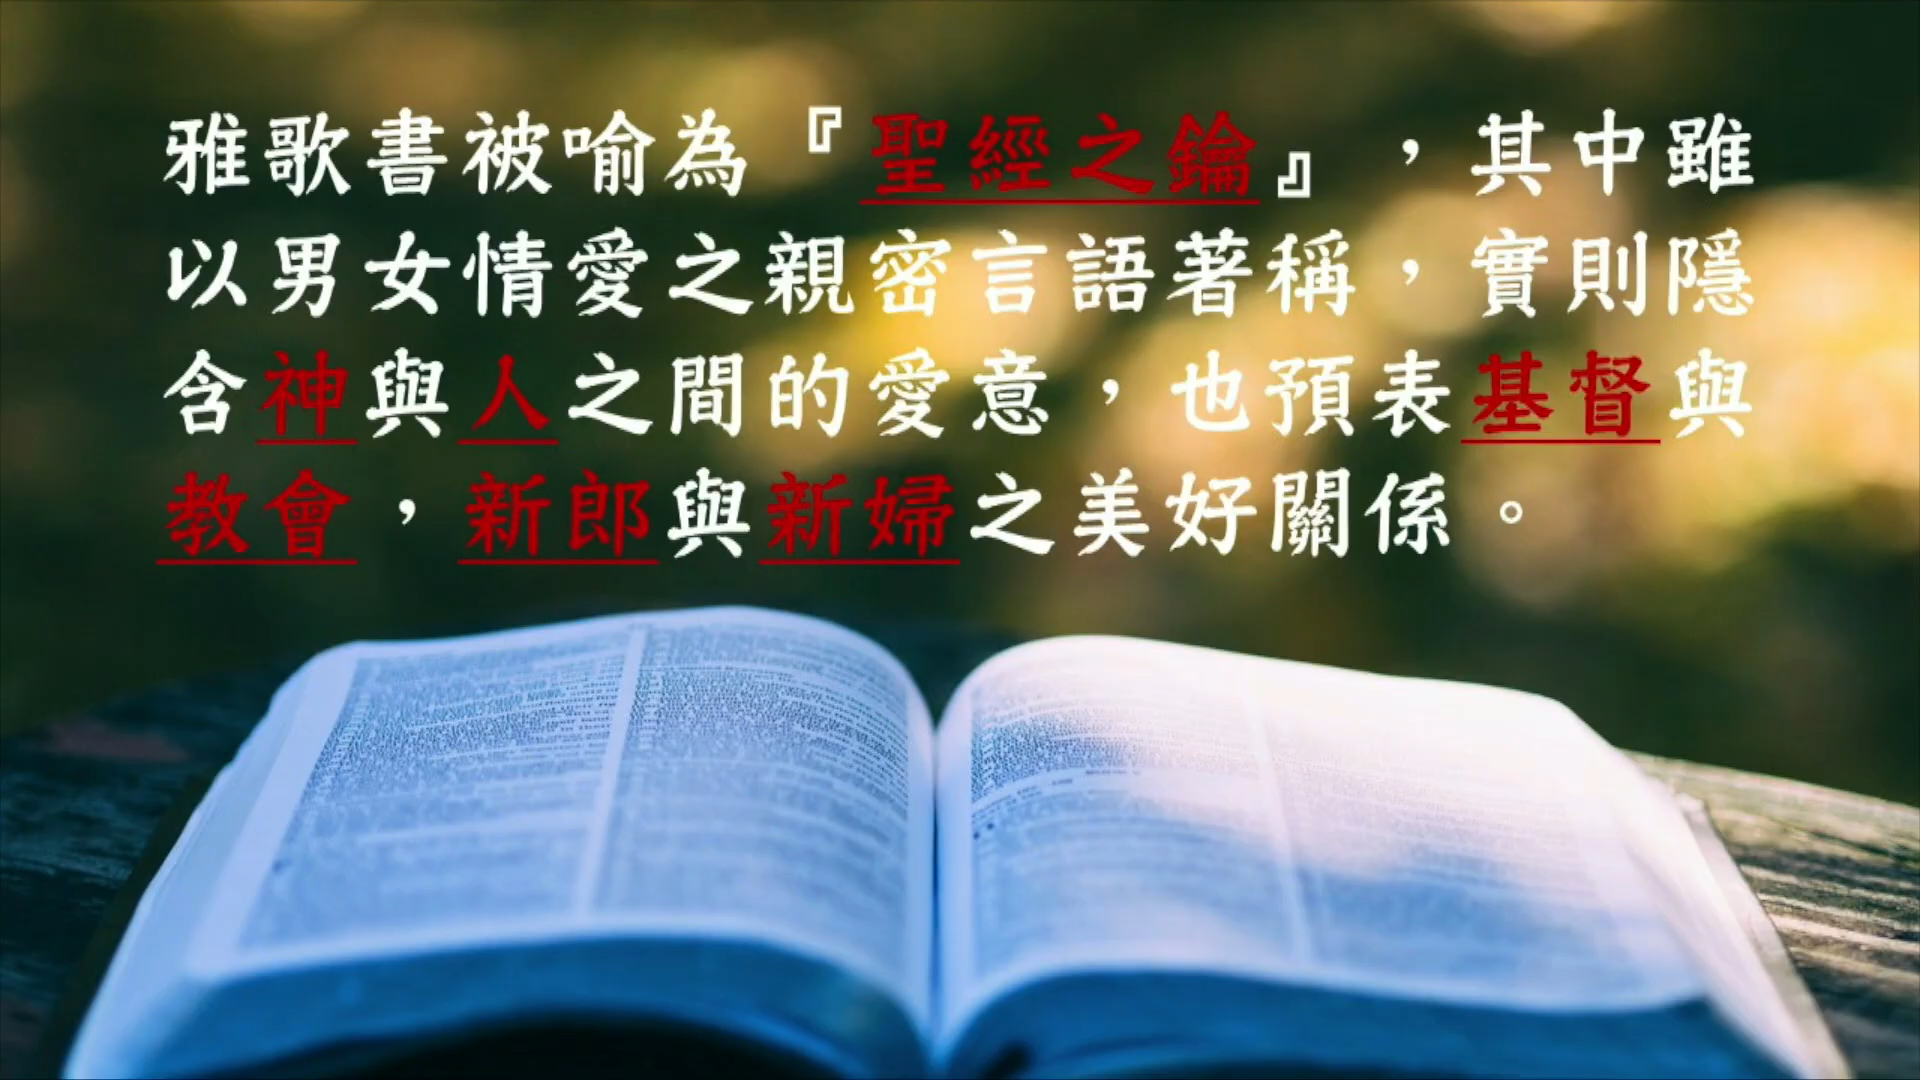 雅歌書被喻為『聖經之鑰』，其中雖
以男女情愛之親密言語著稱，實則隱
含神與人之間的愛意，也預表基督與
教會，新郎與新婦之美好關係。